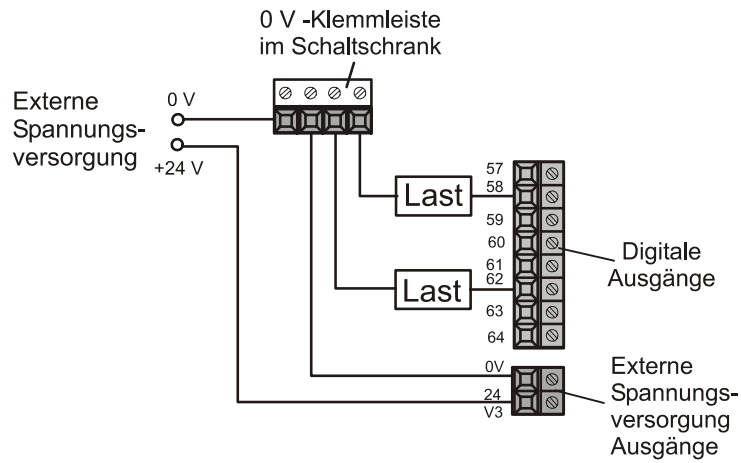 0 V -Klemmleiste
im Schaltschrank
Externe
Spannungs-
versorgung
0 V
+24 V
Last
Last
57
58
59
60
61
62
63
64
Digitale
Ausgänge
0V
24
V3
Externe
Spannungs-
versorgung
Ausgänge